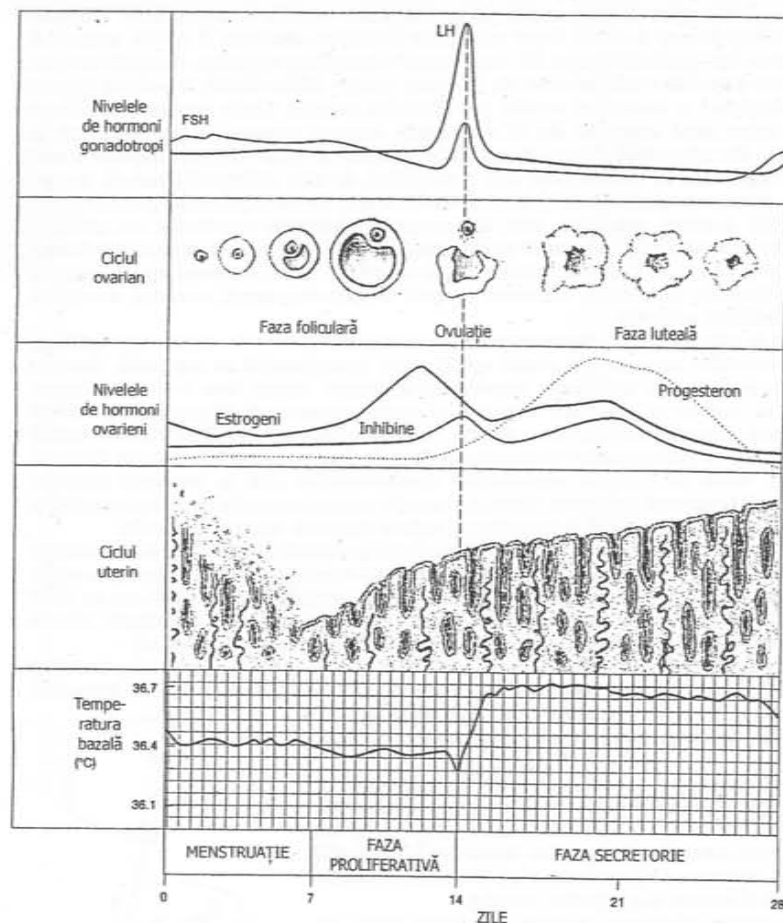 LH
FSH
Nivelele
de hormoni
gonadotropi
Ciclul
ovarian
Faza foliculară
Ovulație
Faza luteală
Nivelele
de hormoni
ovarieni
Estrogeni
Inhibine
Progesteron
Ciclul
uterin
Tempe-
ratura
bazală
(°C)
36.7
36.4
36.1
MENSTRUAȚIE
FAZA
PROLIFERATIVĂ
FAZA SECRETORIE
0
7
14
21
28
ZILE